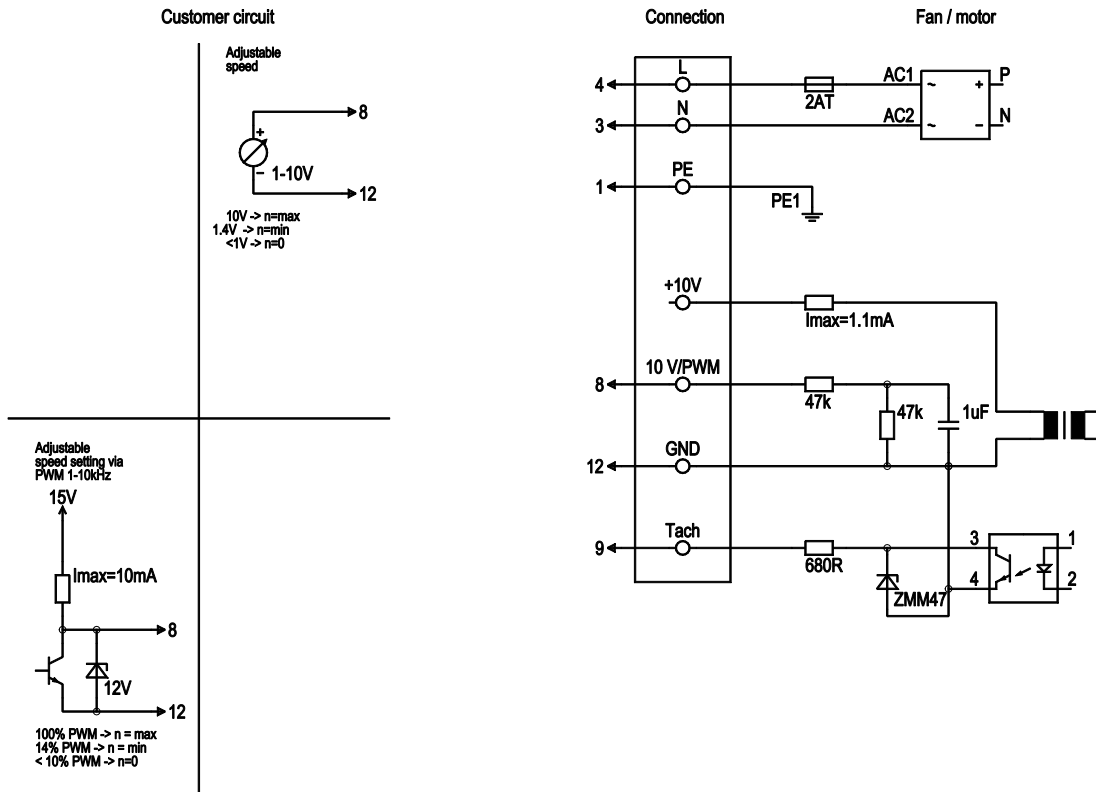 Customer circuit
Connection
Fan / motor
Adjustable
speed
8
+
1-10V
−
12
10V -> n=max
1.4V -> n=min
<1V -> n=0
Adjustable
speed setting via
PWM 1-10kHz
15V
Imax=10mA
8
12V
12
100% PWM -> n = max
14% PWM -> n = min
< 10% PWM -> n=0
L
4
2AT
AC1
~
+
P
N
3
AC2
~
−
N
PE
1
PE1
+10V
Imax=1.1mA
10 V/PWM
8
47k
47k
1uF
GND
12
Tach
9
680R
ZMM47
3
4
1
2